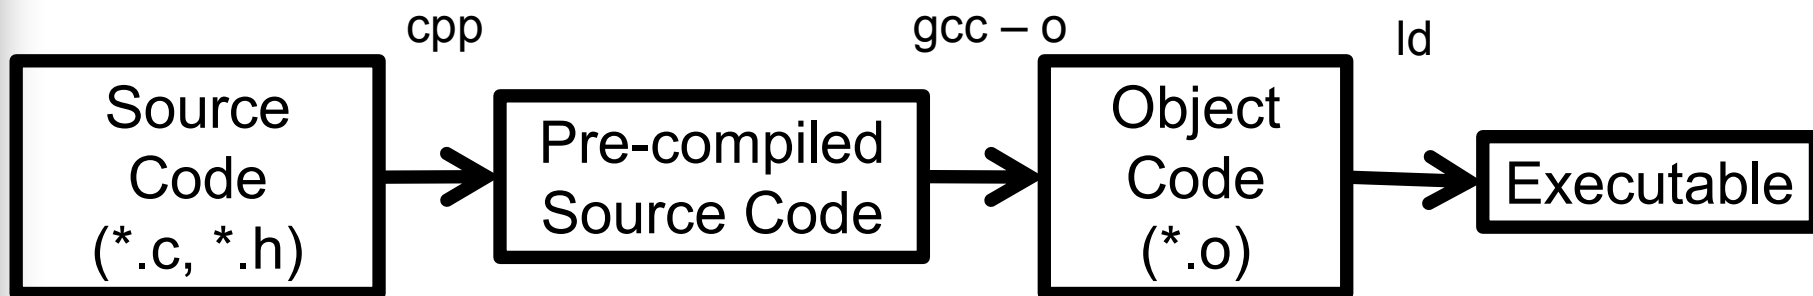 cpp
gcc – o
ld
Source
Code
(*.c, *.h)
Pre-compiled
Source Code
Object
Code
(*.o)
Executable